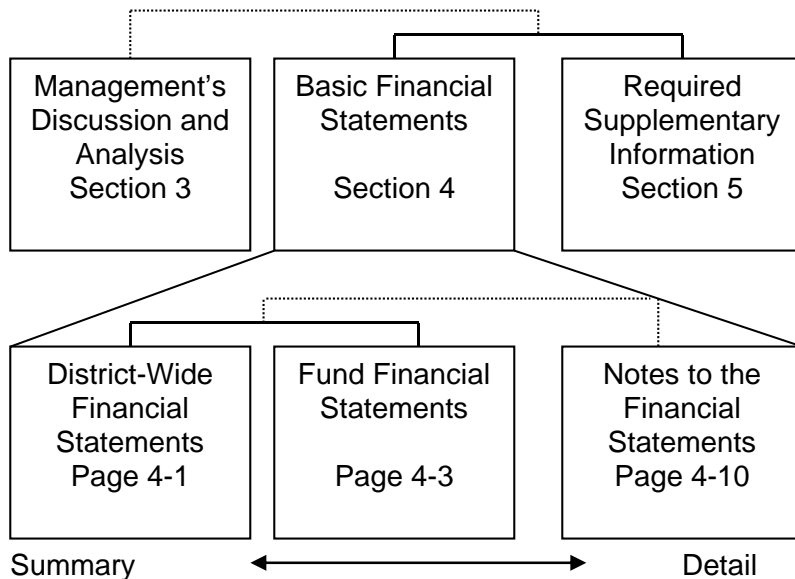 Management’s
Discussion and
Analysis
Section 3
Basic Financial
Statements
Section 4
Required
Supplementary
Information
Section 5
District-Wide
Financial
Statements
Page 4-1
Fund Financial
Statements
Page 4-3
Notes to the
Financial
Statements
Page 4-10
Summary
Detail